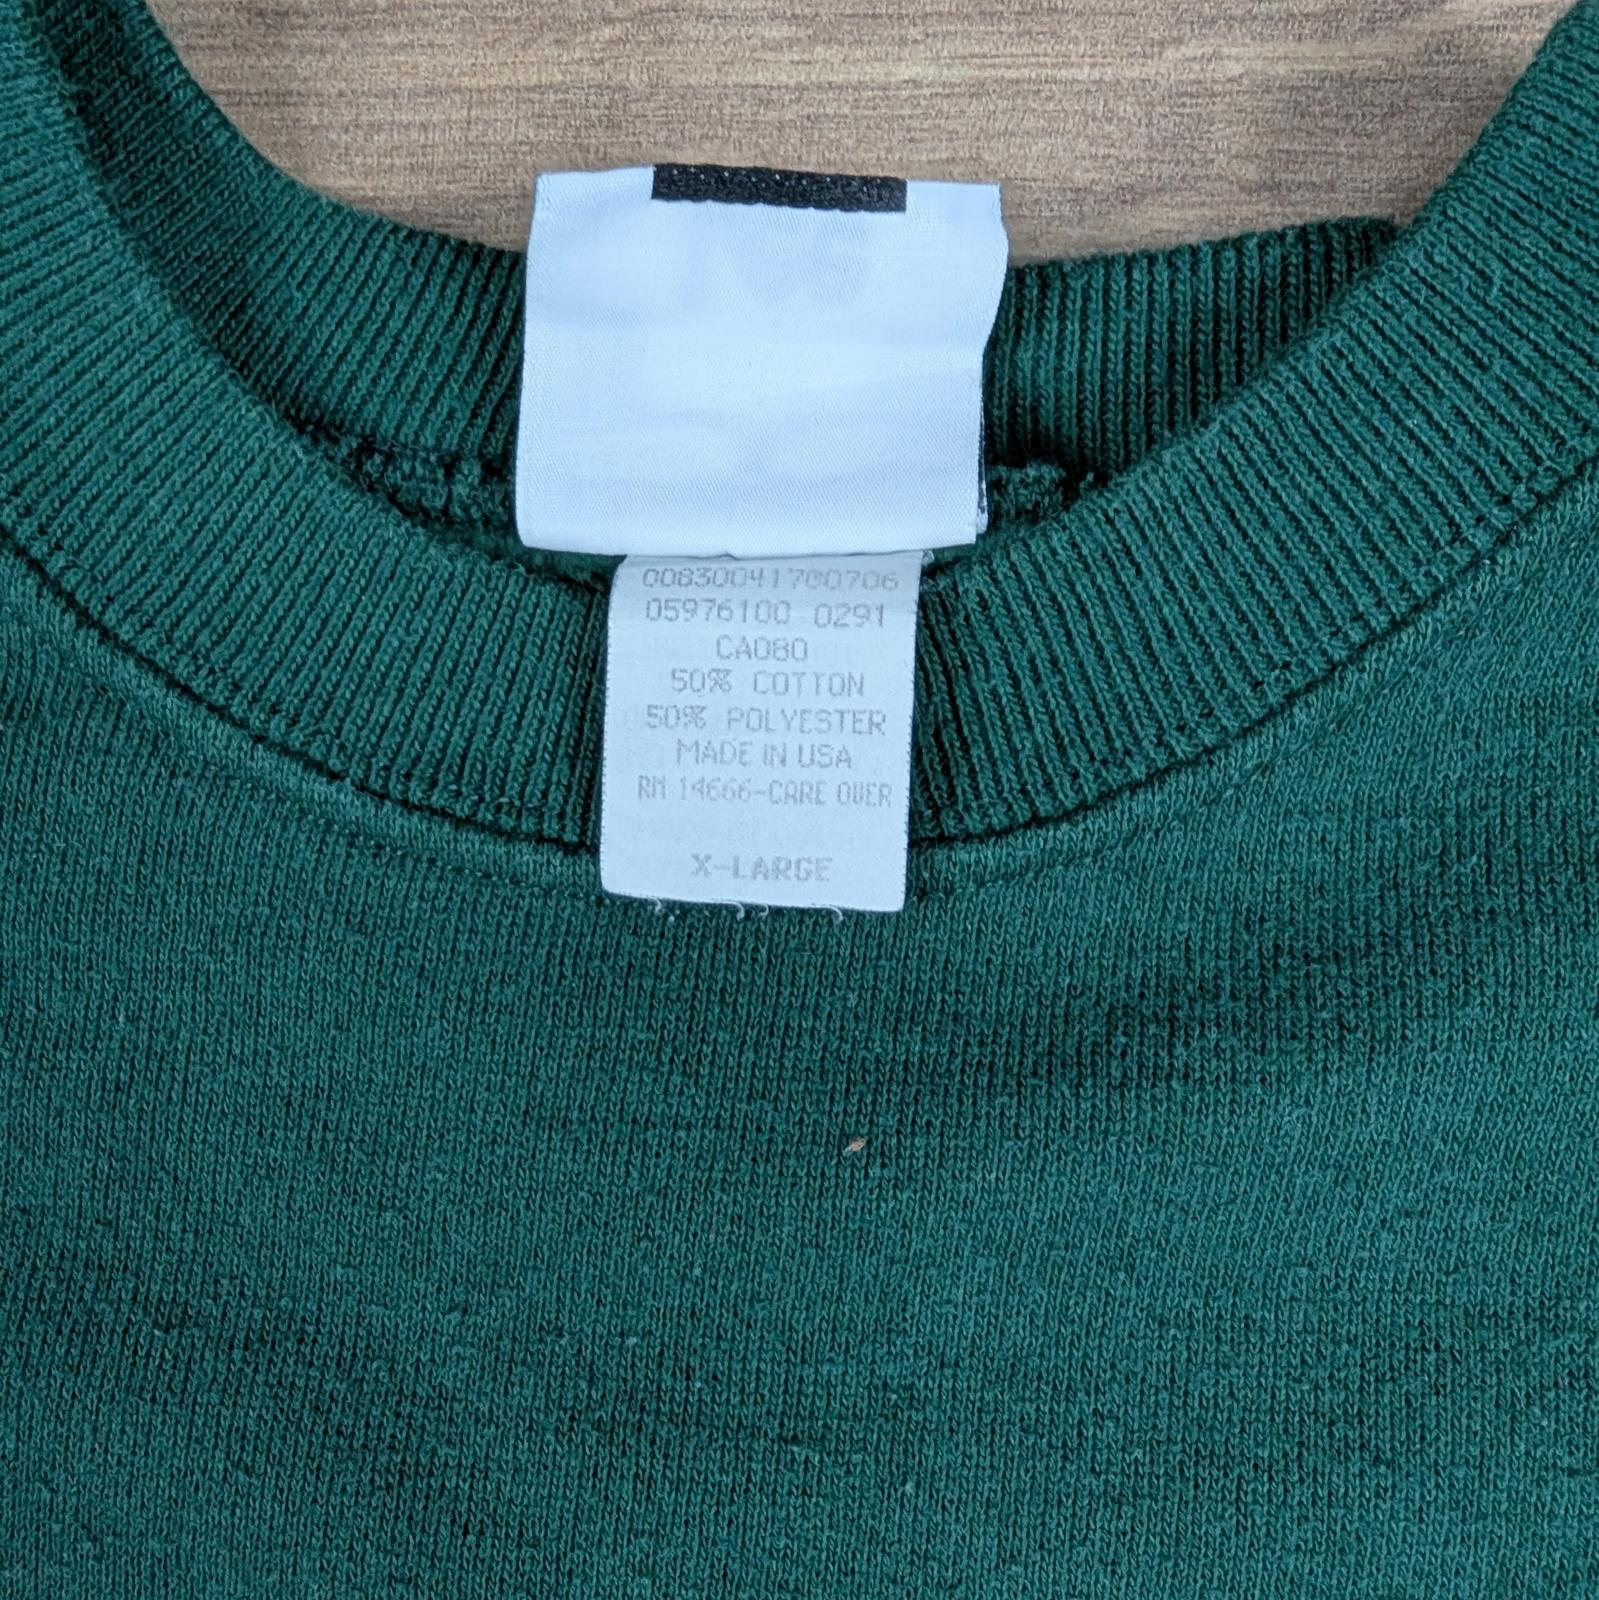 00830041700706
05976100 0291
CA080
50% COTTON
50% POLYESTER
MADE IN USA
RN 14666-CARE OVER
X-LARGE